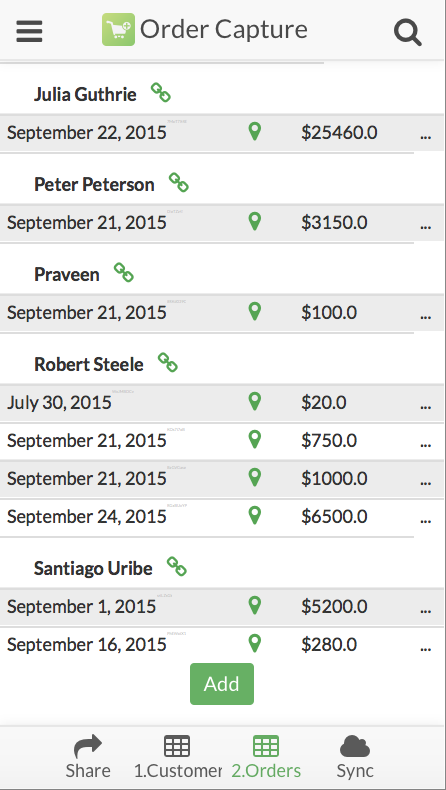 Order Capture
Julia Guthrie
September 22, 2015 $25460.0 ...
Peter Peterson
September 21, 2015 $3150.0 ...
Praveen
September 21, 2015 $100.0 ...
Robert Steele
July 30, 2015 $20.0 ...
September 21, 2015 $750.0 ...
September 21, 2015 $1000.0 ...
September 24, 2015 $6500.0 ...
Santiago Uribe
September 1, 2015 $5200.0 ...
September 16, 2015 $280.0 ...
Add
Share 1.Customer 2.Orders Sync